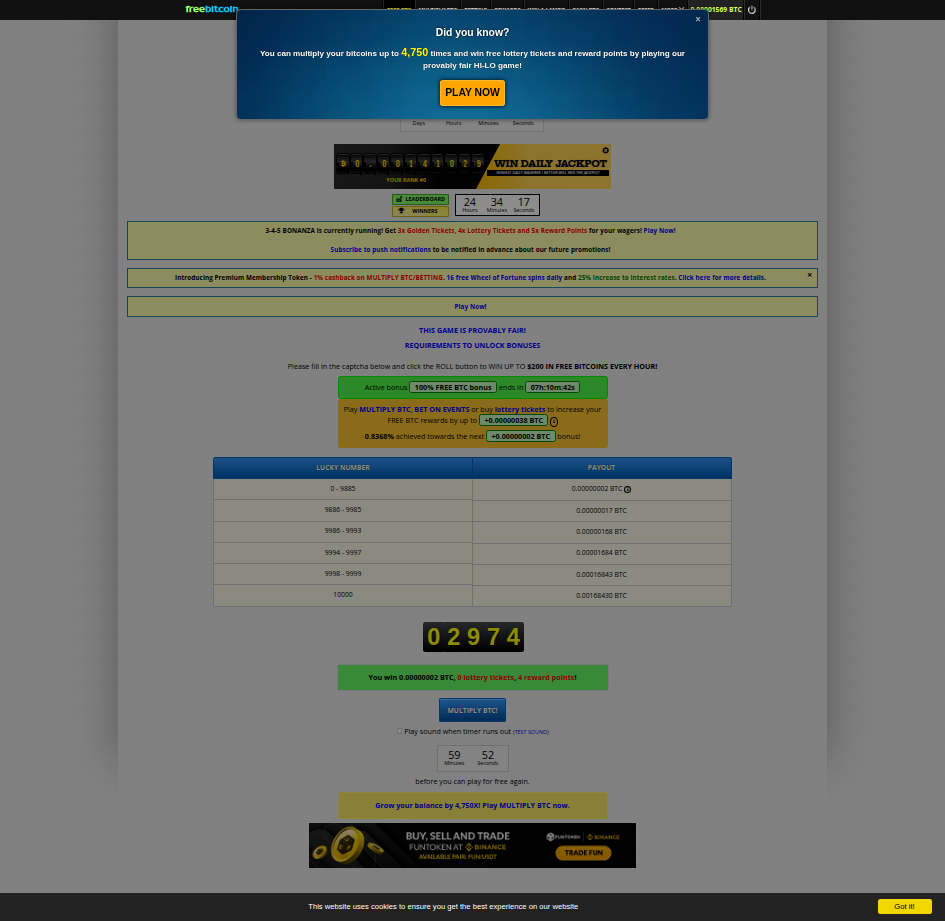 freebitcoin
FREE BTC MULTIPLY BTC BETTING REWARDS WIN A LAMBO EARN BTC CONTEST REFER MORE 0.00001569 BTC
×
Did you know?
You can multiply your bitcoins up to 4,750 times and win free lottery tickets and reward points by playing our
provably fair HI-LO game!
PLAY NOW
Days Hours Minutes Seconds
WIN DAILY JACKPOT
YOUR RANK #0
LEADERBOARD
WINNERS
24 34 17
Hours Minutes Seconds
3-4-5 BONANZA is currently running! Get 3x Golden Tickets, 4x Lottery Tickets and 5x Reward Points for your wagers! Play Now!
Subscribe to push notifications to be notified in advance about our future promotions!
Introducing Premium Membership Token - 1% cashback on MULTIPLY BTC/BETTING. 16 free Wheel of Fortune spins daily and 25% increase to interest rates. Click here for more details.
×
Play Now!
THIS GAME IS PROVABLY FAIR!
REQUIREMENTS TO UNLOCK BONUSES
Please fill in the captcha below and click the ROLL button to WIN UP TO $200 IN FREE BITCOINS EVERY HOUR!
Active bonus 100% FREE BTC bonus ends in 07h:10m:42s
Play MULTIPLY BTC, BET ON EVENTS or buy lottery tickets to increase your
FREE BTC rewards by up to +0.00000038 BTC
0.8368% achieved towards the next +0.00000002 BTC bonus!
LUCKY NUMBER PAYOUT
0 - 9885 0.00000002 BTC
9886 - 9985 0.00000017 BTC
9986 - 9993 0.00000168 BTC
9994 - 9997 0.00001684 BTC
9998 - 9999 0.00016843 BTC
10000 0.00168430 BTC
02974
You win 0.00000002 BTC, 0 lottery tickets, 4 reward points!
MULTIPLY BTC!
Play sound when timer runs out (TEST SOUND)
59 52
Minutes Seconds
before you can play for free again.
Grow your balance by 4,750X! Play MULTIPLY BTC now.
BUY, SELL AND TRADE
FUNTOKEN AT BINANCE
AVAILABLE PAIR: FUN/USDT
FUNTOKEN BINANCE
TRADE FUN
This website uses cookies to ensure you get the best experience on our website
Got it!